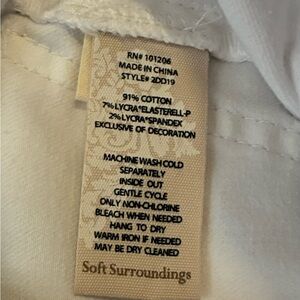 RN# 101206
MADE IN CHINA
STYLE# 2DD19
91% COTTON
7% LYCRA®ELASTERELL-P
2% LYCRA®SPANDEX
EXCLUSIVE OF DECORATION
MACHINE WASH COLD
SEPARATELY
INSIDE OUT
GENTLE CYCLE
ONLY NON-CHLORINE
BLEACH WHEN NEEDED
HANG TO DRY
WARM IRON IF NEEDED
MAY BE DRY CLEANED
Soft Surroundings